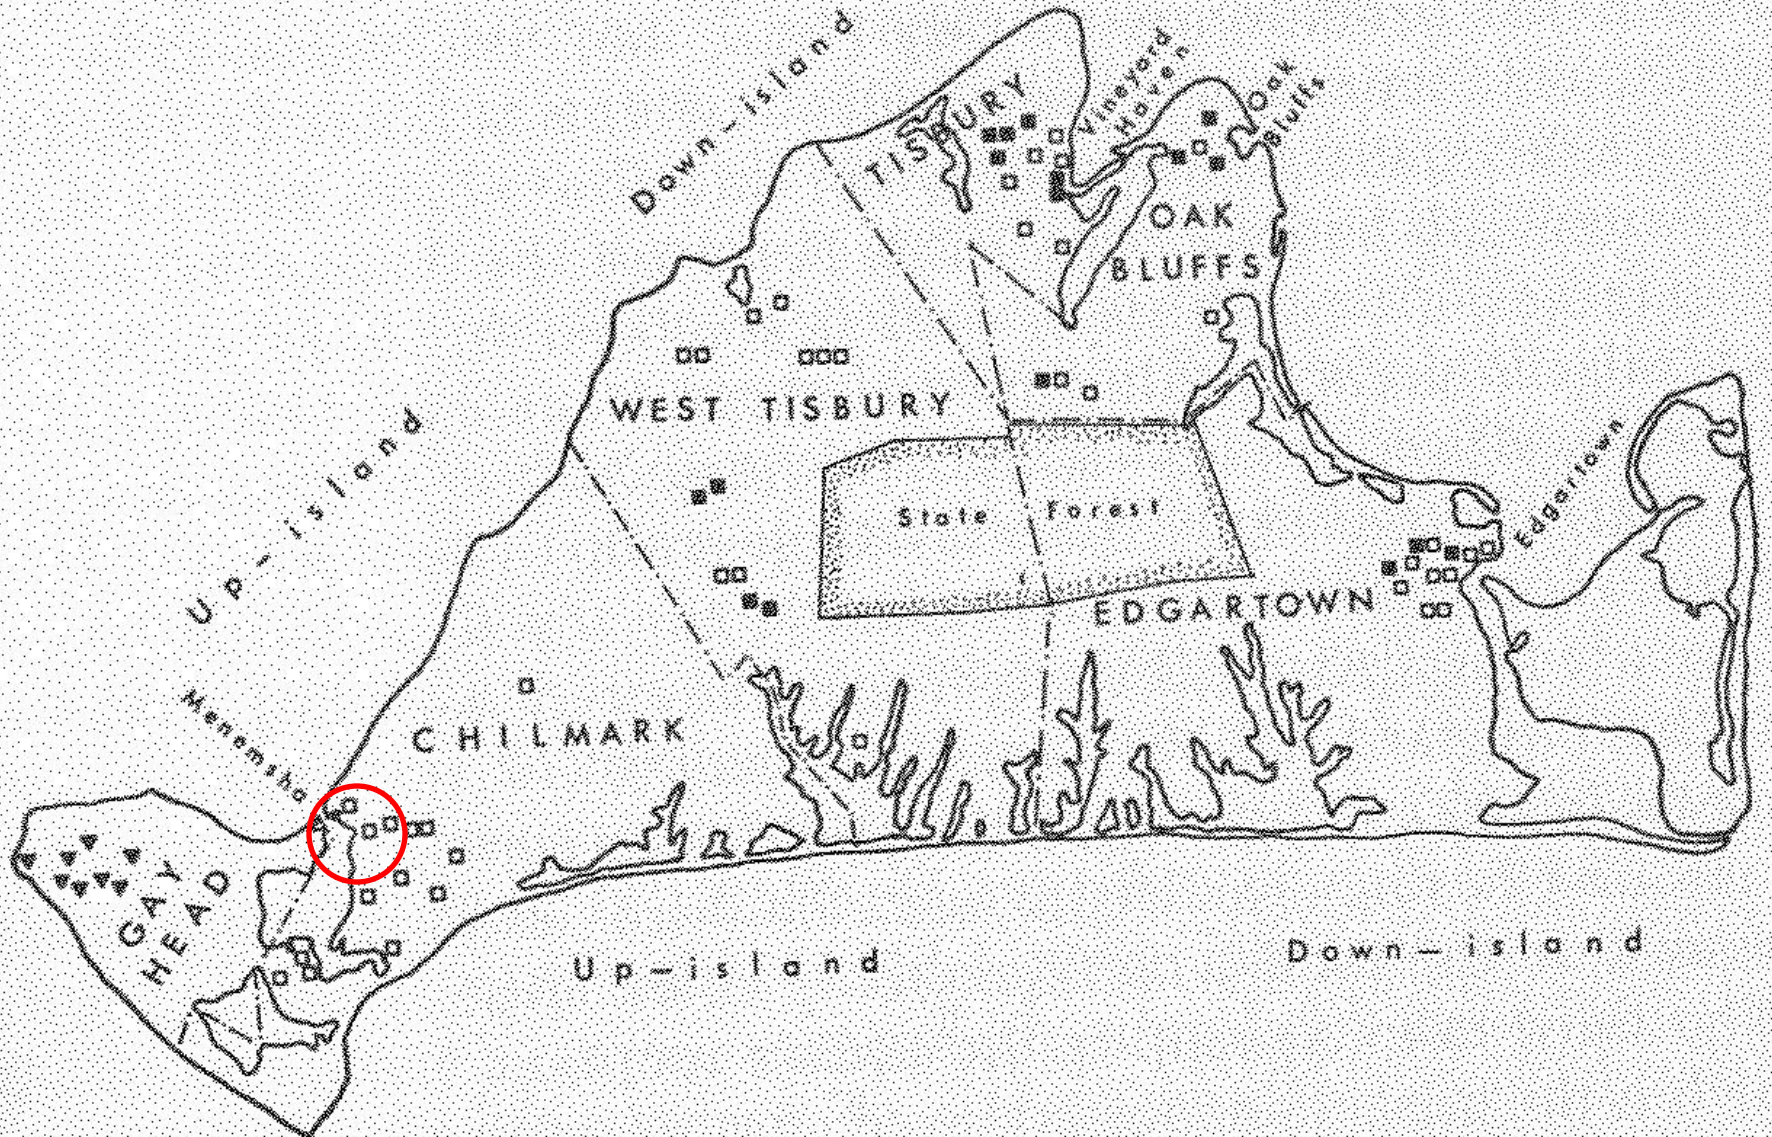 Down-island
Vineyard
Haven
Oak
Bluffs
TISBURY
OAK
BLUFFS
Up-island
WEST TISBURY
State Forest
Edgartown
EDGARTOWN
Menemsha
CHILMARK
GAY
HEAD
Up-island
Down-island